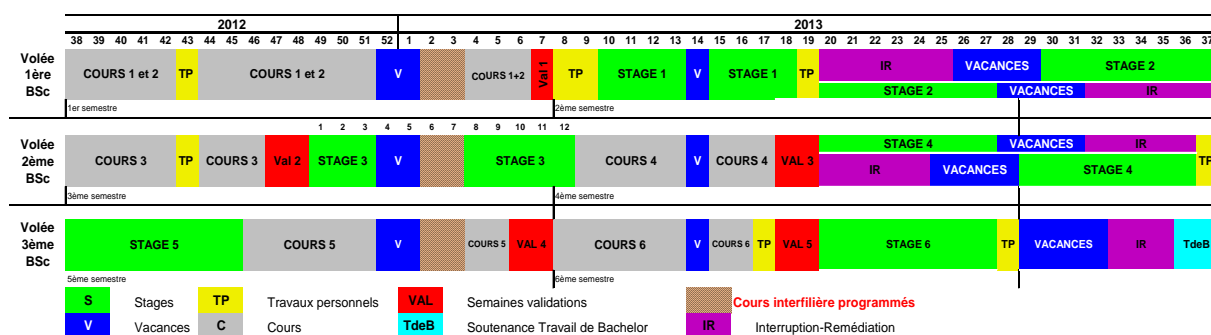 2012 2013
38 39 40 41 42 43 44 45 46 47 48 49 50 51 52 1 2 3 4 5 6 7 8 9 10 11 12 13 14 15 16 17 18 19 20 21 22 23 24 25 26 27 28 29 30 31 32 33 34 35 36 37
Volée 1ère BSc
COURS 1 et 2 TP COURS 1 et 2 V COURS 1+2 Val 1 TP STAGE 1 V STAGE 1 TP IR VACANCES STAGE 2
STAGE 2 VACANCES IR
1er semestre 2ème semestre
1 2 3 4 5 6 7 8 9 10 11 12
Volée 2ème BSc
COURS 3 TP COURS 3 Val 2 STAGE 3 V STAGE 3 COURS 4 V COURS 4 VAL 3 STAGE 4 VACANCES IR TP
IR VACANCES STAGE 4
3ème semestre 4ème semestre
Volée 3ème BSc
STAGE 5 COURS 5 V COURS 5 VAL 4 COURS 6 V COURS 6 TP VAL 5 STAGE 6 TP VACANCES IR TdeB
5ème semestre 6ème semestre
S Stages TP Travaux personnels VAL Semaines validations Cours interfilière programmés
V Vacances C Cours TdeB Soutenance Travail de Bachelor IR Interruption-Remédiation